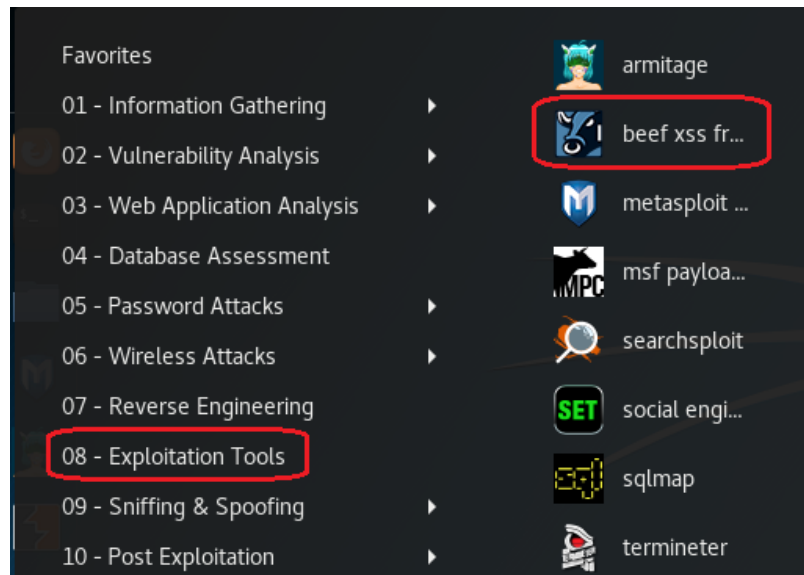 Favorites
01 - Information Gathering
02 - Vulnerability Analysis
03 - Web Application Analysis
04 - Database Assessment
05 - Password Attacks
06 - Wireless Attacks
07 - Reverse Engineering
08 - Exploitation Tools
09 - Sniffing & Spoofing
10 - Post Exploitation
armitage
beef xss fr...
metasploit ...
MPC
msf payloa...
searchsploit
SET
social engi...
sql
sqlmap
termineter